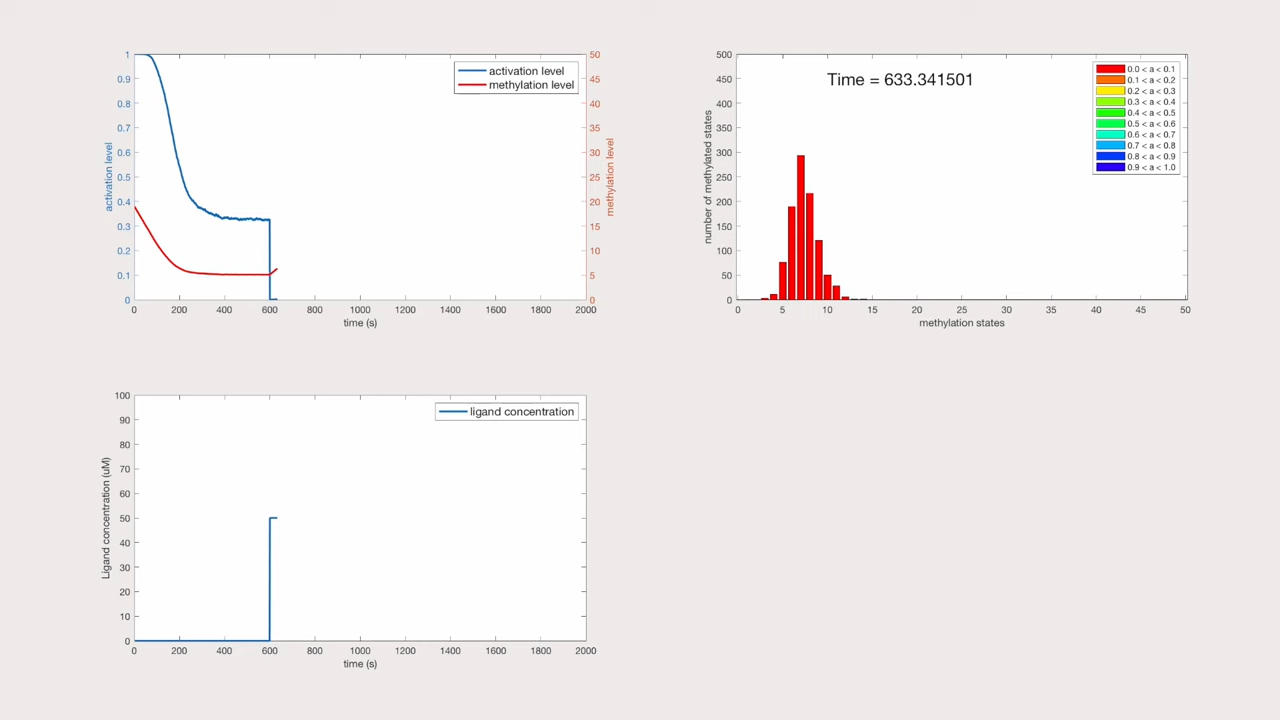 1
0.9
0.8
0.7
0.6
0.5
0.4
0.3
0.2
0.1
0
activation level
50
45
40
35
30
25
20
15
10
5
0
methylation level
activation level
methylation level
0 200 400 600 800 1000 1200 1400 1600 1800 2000
time (s)
500
450
400
350
300
250
200
150
100
50
0
number of methylated states
Time = 633.341501
0.0 < a < 0.1
0.1 < a < 0.2
0.2 < a < 0.3
0.3 < a < 0.4
0.4 < a < 0.5
0.5 < a < 0.6
0.6 < a < 0.7
0.7 < a < 0.8
0.8 < a < 0.9
0.9 < a < 1.0
0 5 10 15 20 25 30 35 40 45 50
methylation states
100
90
80
70
60
50
40
30
20
10
0
Ligand concentration (uM)
ligand concentration
0 200 400 600 800 1000 1200 1400 1600 1800 2000
time (s)